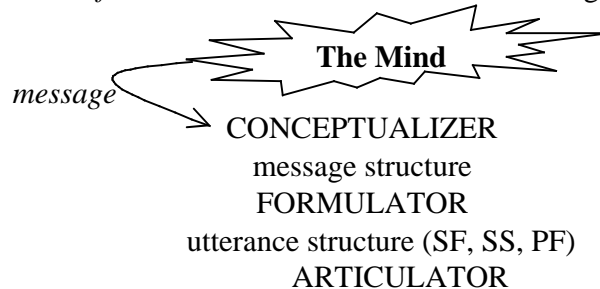 The Mind
message
CONCEPTUALIZER
message structure
FORMULATOR
utterance structure (SF, SS, PF)
ARTICULATOR